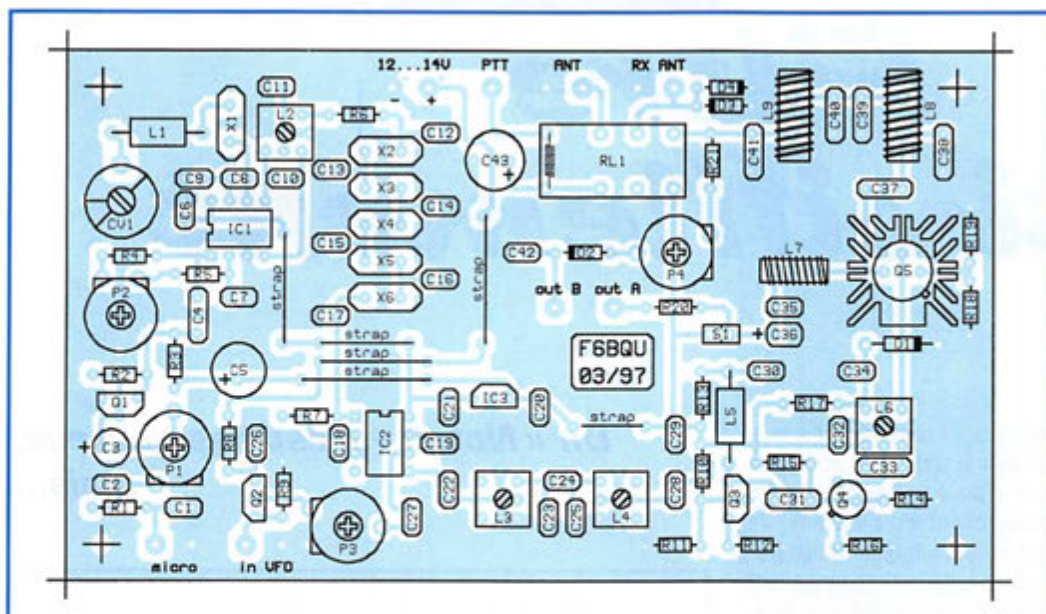 12...14V PTT ANT RX ANT
- +
C11
L2
R6
D4
D3
L9
C40
C39
L8
L1
X1
X2
C12
C43
+
RL1
R21
C41
C38
C13
X3
C9
C8
C10
C37
C6
C14
CV1
X4
IC1
C15
R19
R4
C42
D2
P4
L7
Q5
R5
X5
C16
strap
strap
P2
C7
X6
out B out A
C4
C17
R20
C35
R18
strap
S1
+
C36
D1
R3
strap
F6BQU
03/97
R2
C5
+
strap
C30
C34
Q1
C21
IC3
C20
R13
L5
R17
L6
R7
strap
C3
+
P1
R8
C26
C18
IC2
C19
C29
C32
C2
R9
C22
C24
R10
R15
C33
R1
C1
Q2
L3
L4
C28
Q3
C31
Q4
R14
P3
C27
C23
C25
R11
R12
R16
micro in VFO